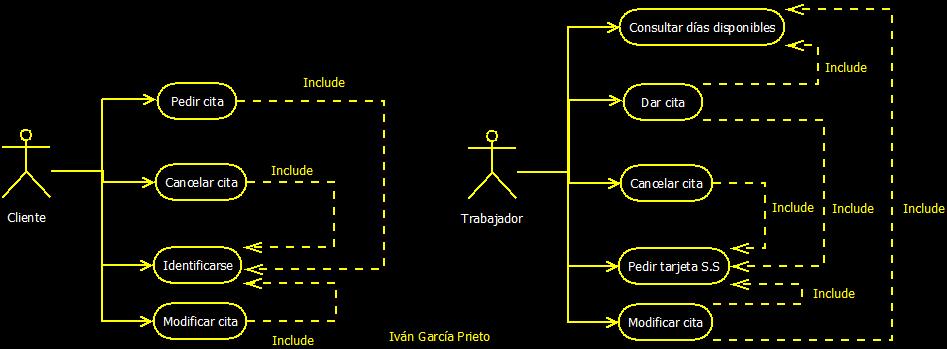 Consultar días disponibles
Include
Include
Pedir cita
Dar cita
Include
Cancelar cita
Cancelar cita
Include
Include
Include
Cliente
Trabajador
Identificarse
Pedir tarjeta S.S
Include
Modificar cita
Modificar cita
Include
Iván García Prieto